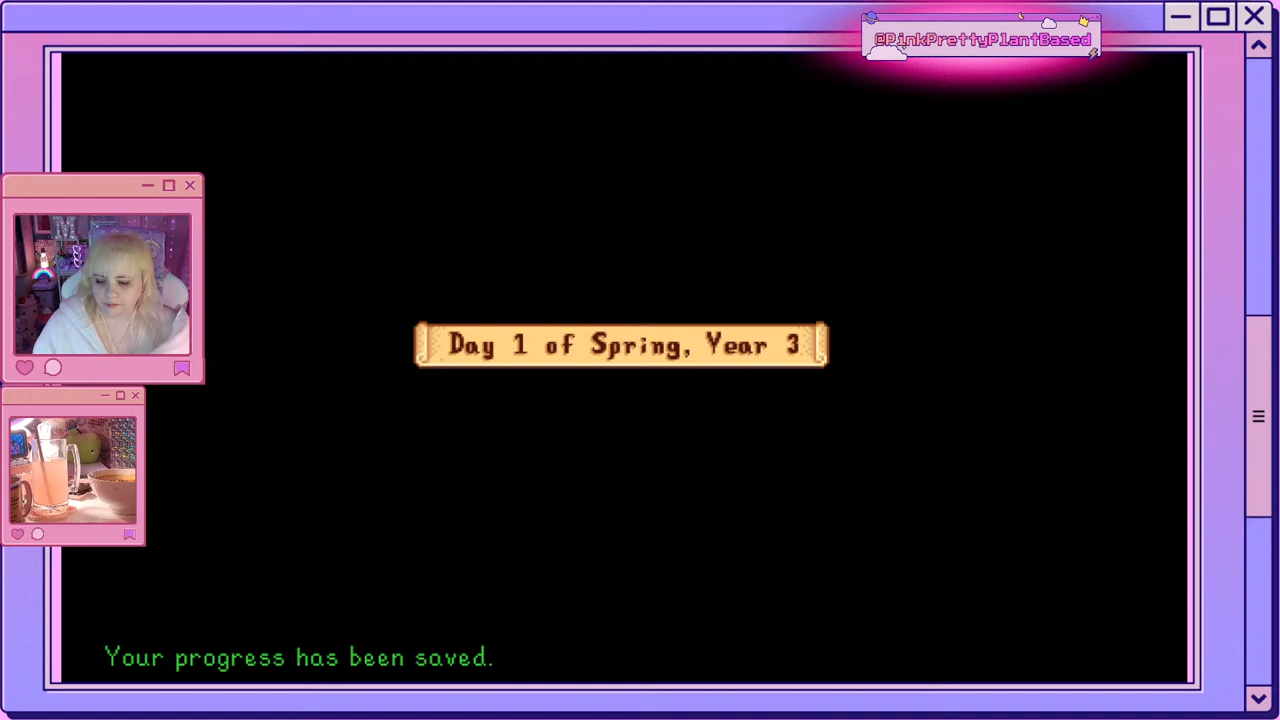 @PinkPrettyPlantBased
Day 1 of Spring, Year 3
Your progress has been saved.